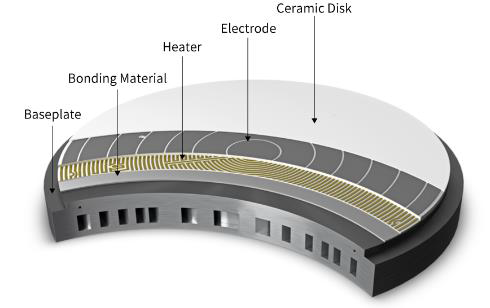 Ceramic Disk
Electrode
Heater
Bonding Material
Baseplate